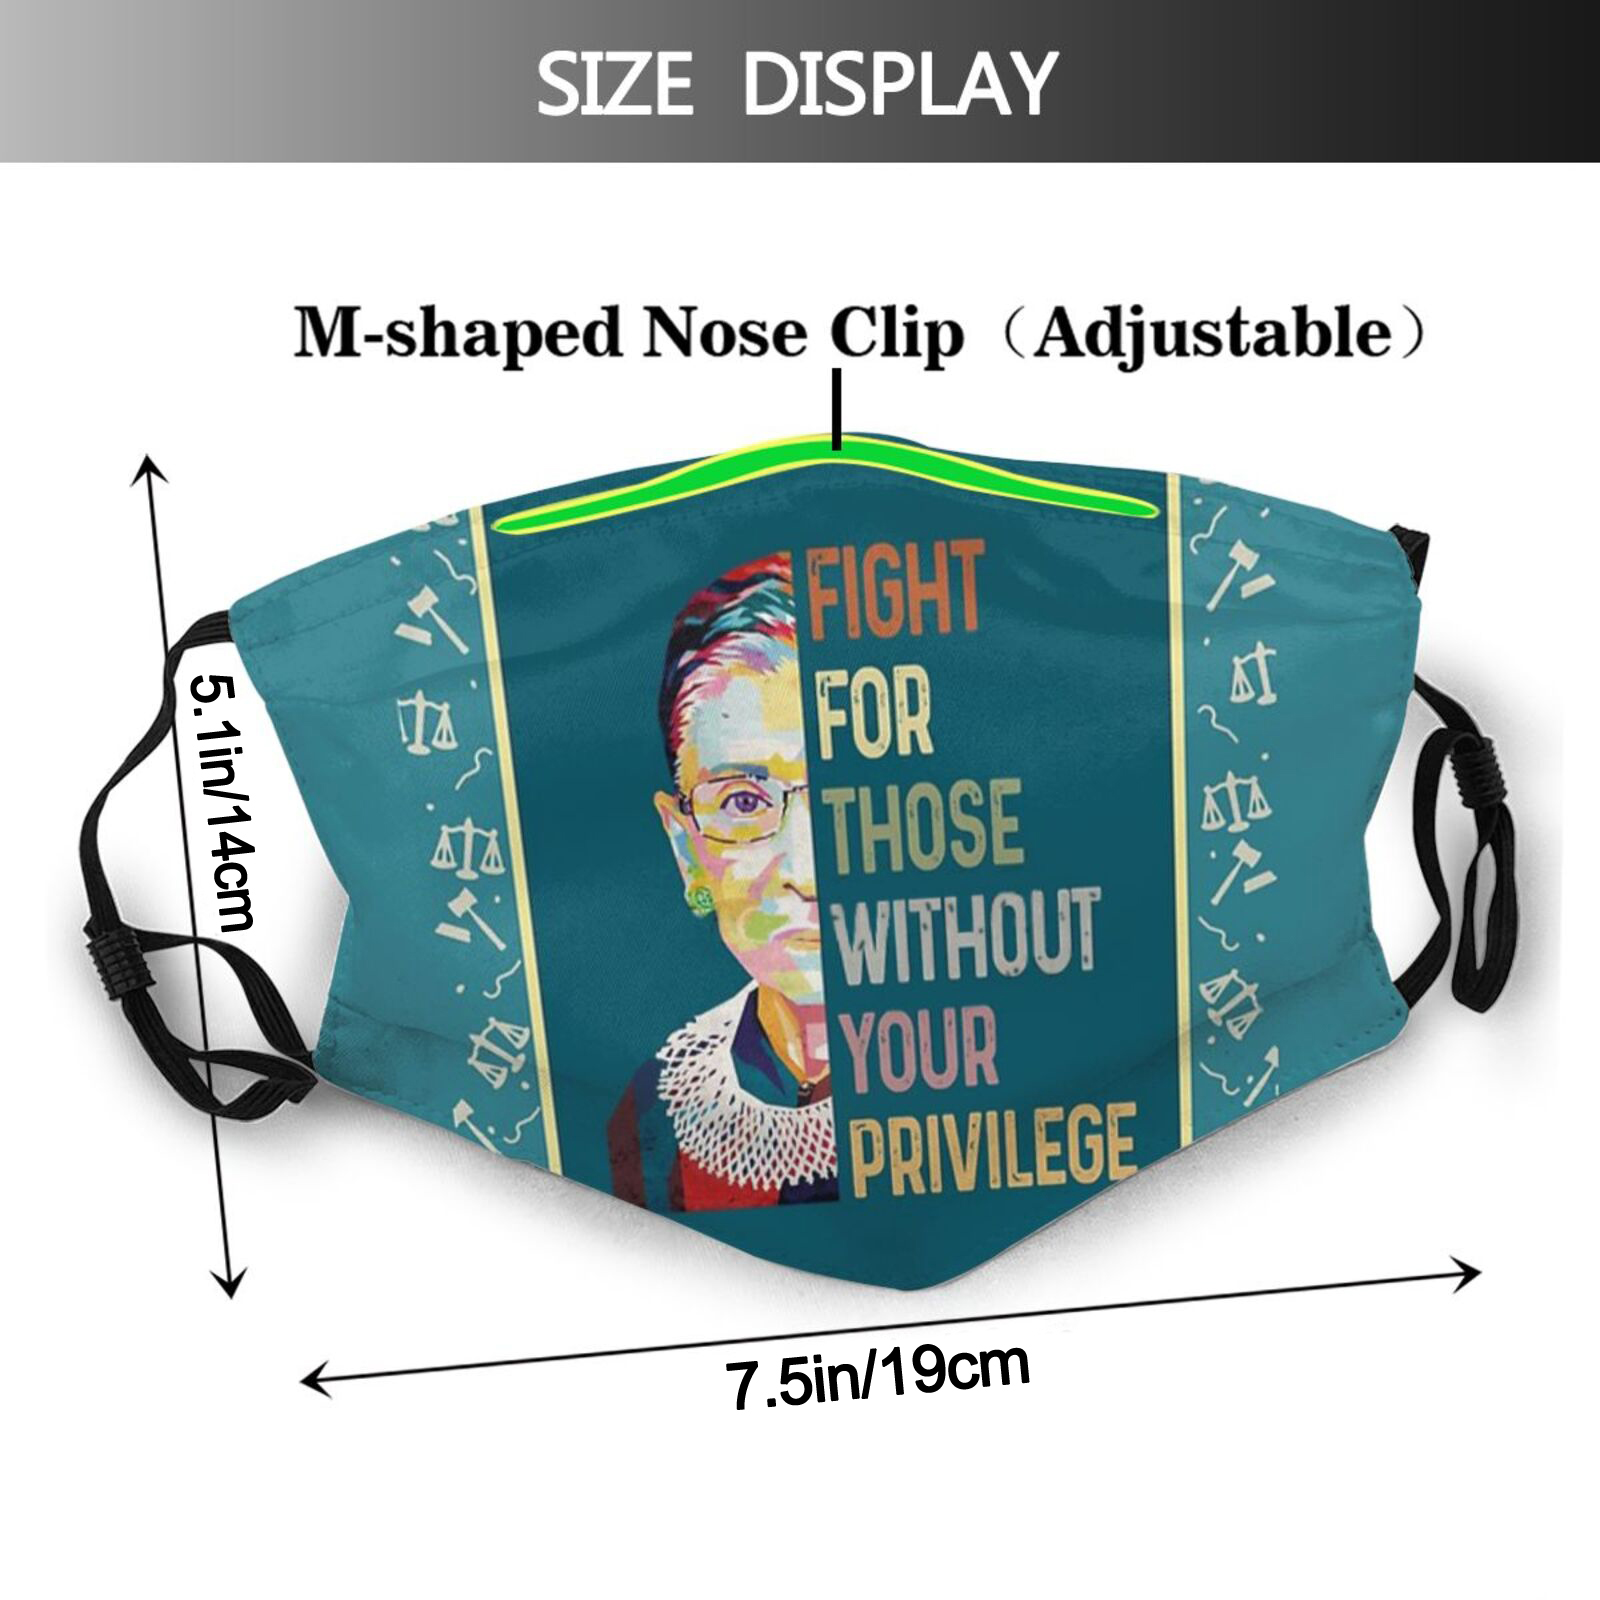 SIZE DISPLAY
M-shaped Nose Clip（Adjustable）
5.1in/14cm
FIGHT
FOR
THOSE
WITHOUT
YOUR
PRIVILEGE
7.5in/19cm